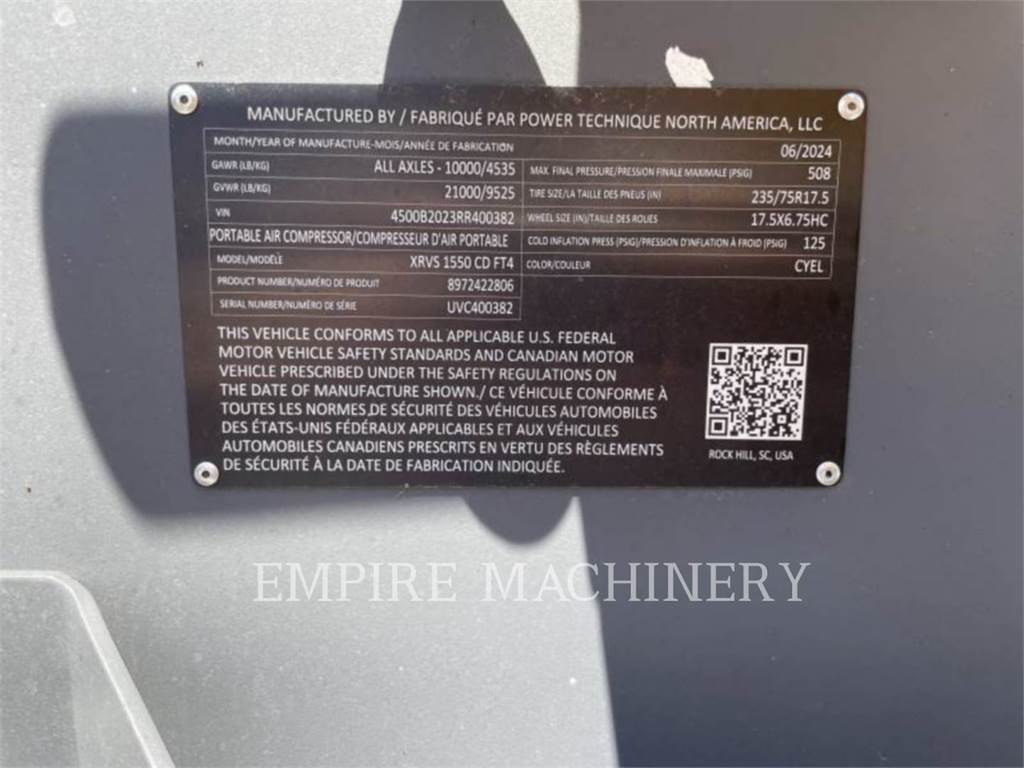 MANUFACTURED BY / FABRIQUÉ PAR POWER TECHNIQUE NORTH AMERICA, LLC
MONTH/YEAR OF MANUFACTURE-MOIS/ANNÉE DE FABRICATION 06/2024
GAWR (LB/KG) ALL AXLES - 10000/4535
GVWR (LB/KG) 21000/9525
VIN 4500B2023RR400382
PORTABLE AIR COMPRESSOR/COMPRESSEUR D'AIR PORTABLE
MODEL/MODÈLE XRVS 1550 CD FT4
PRODUCT NUMBER/NUMÉRO DE PRODUIT 8972422806
SERIAL NUMBER/NUMÉRO DE SÉRIE UVC400382
MAX. FINAL PRESSURE/PRESSION FINALE MAXIMALE (PSIG) 508
TIRE SIZE/LA TAILLE DES PNEUS (IN) 235/75R17.5
WHEEL SIZE (IN)/TAILLE DES ROUES 17.5X6.75HC
COLD INFLATION PRESS (PSIG)/PRESSION D'INFLATION À FROID (PSIG) 125
COLOR/COULEUR CYEL
THIS VEHICLE CONFORMS TO ALL APPLICABLE U.S. FEDERAL
MOTOR VEHICLE SAFETY STANDARDS AND CANADIAN MOTOR
VEHICLE PRESCRIBED UNDER THE SAFETY REGULATIONS ON
THE DATE OF MANUFACTURE SHOWN./ CE VÉHICULE CONFORME À
TOUTES LES NORMES DE SÉCURITÉ DES VÉHICULES AUTOMOBILES
DES ÉTATS-UNIS FÉDÉRAUX APPLICABLES ET AUX VÉHICULES
AUTOMOBILES CANADIENS PRESCRITS EN VERTU DES RÈGLEMENTS
DE SÉCURITÉ À LA DATE DE FABRICATION INDIQUÉE.
ROCK HILL, SC, USA
EMPIRE MACHINERY